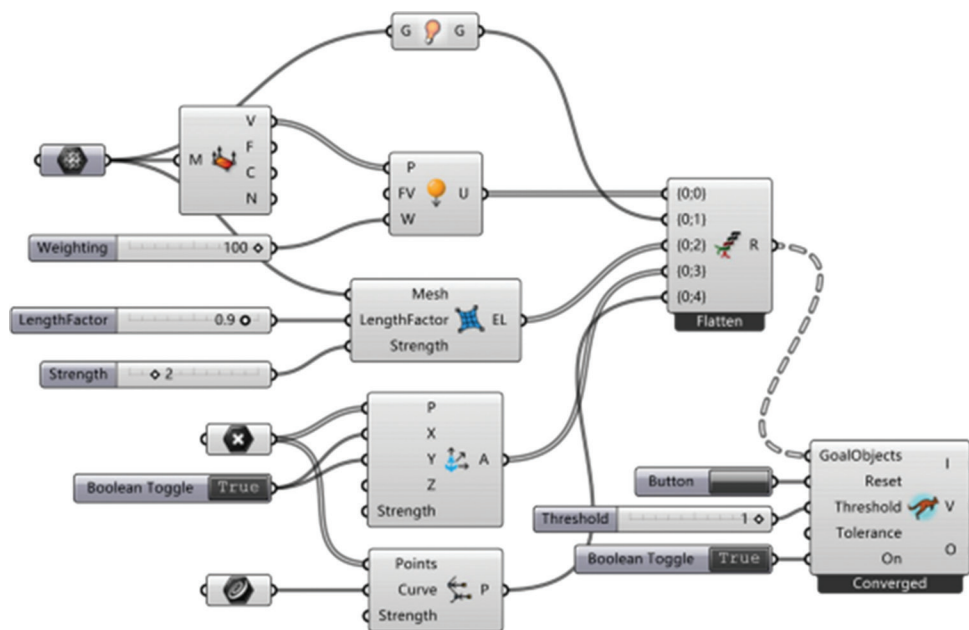 G G
M V
F
C
N
P
FV U
W
Weighting 100
Mesh
LengthFactor EL
Strength
LengthFactor 0.9
Strength 2
{0;0}
{0;1}
{0;2} R
{0;3}
{0;4}
Flatten
P
X
Y A
Z
Strength
Boolean Toggle True
Points
Curve P
Strength
GoalObjects I
Reset
Threshold V
Tolerance
On O
Converged
Button
Threshold 1
Boolean Toggle True